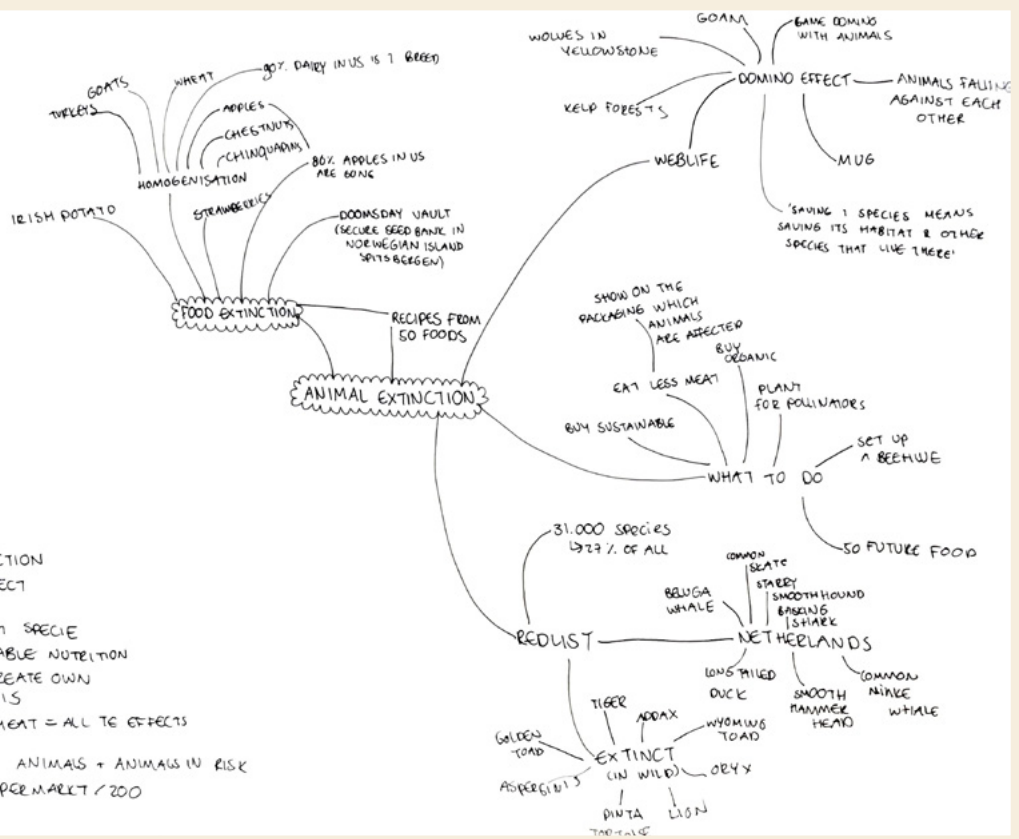 GOATS
TURKEYS
WHEAT
90% DAIRY IN US IS 1 BREED
APPLES
CHESTNUTS
CHINQUAPINS
HOMOGENISATION
80% APPLES IN US
ARE GONE
IRISH POTATO
STRAWBERRIES
DOOMSDAY VAULT
(SECURE SEED BANK IN
NORWEGIAN ISLAND
SPITSBERGEN)
FOOD EXTINCTION
RECIPES FROM
50 FOODS
ANIMAL EXTINCTION
GOAM
GAME DOMINO
WITH ANIMALS
WOLVES IN
YELLOWSTONE
DOMINO EFFECT
ANIMALS FALLING
AGAINST EACH
OTHER
KELP FORESTS
WEBLIFE
MUG
'SAVING 1 SPECIES MEANS
SAVING ITS HABITAT & OTHER
SPECIES THAT LIVE THERE'
SHOW ON THE
PACKAGING WHICH
ANIMALS
ARE AFFECTED
BUY
ORGANIC
EAT LESS MEAT
PLANT
FOR POLLINATORS
BUY SUSTAINABLE
SET UP
A BEEHIVE
WHAT TO DO
50 FUTURE FOOD
31.000 SPECIES
↳27% OF ALL
COMMON
SKATE
STARRY
SMOOTHHOUND
BASKING
SHARK
BELUGA
WHALE
REDLIST
NETHERLANDS
LONG TAILED
DUCK
SMOOTH
HAMMER
HEAD
COMMON
MINKE
WHALE
TIGER
ADDAX
WYOMING
TOAD
GOLDEN
TOAD
EXTINCT
(IN WILD)
ORYX
ASPERGINIS
PINTA
TORTOISE
LION
CTION
ECT
SPECIE
ABLE NUTRITION
REATE OWN
IS
MEAT = ALL TE EFFECTS
ANIMALS + ANIMALS IN RISK
PERMARKT / ZOO